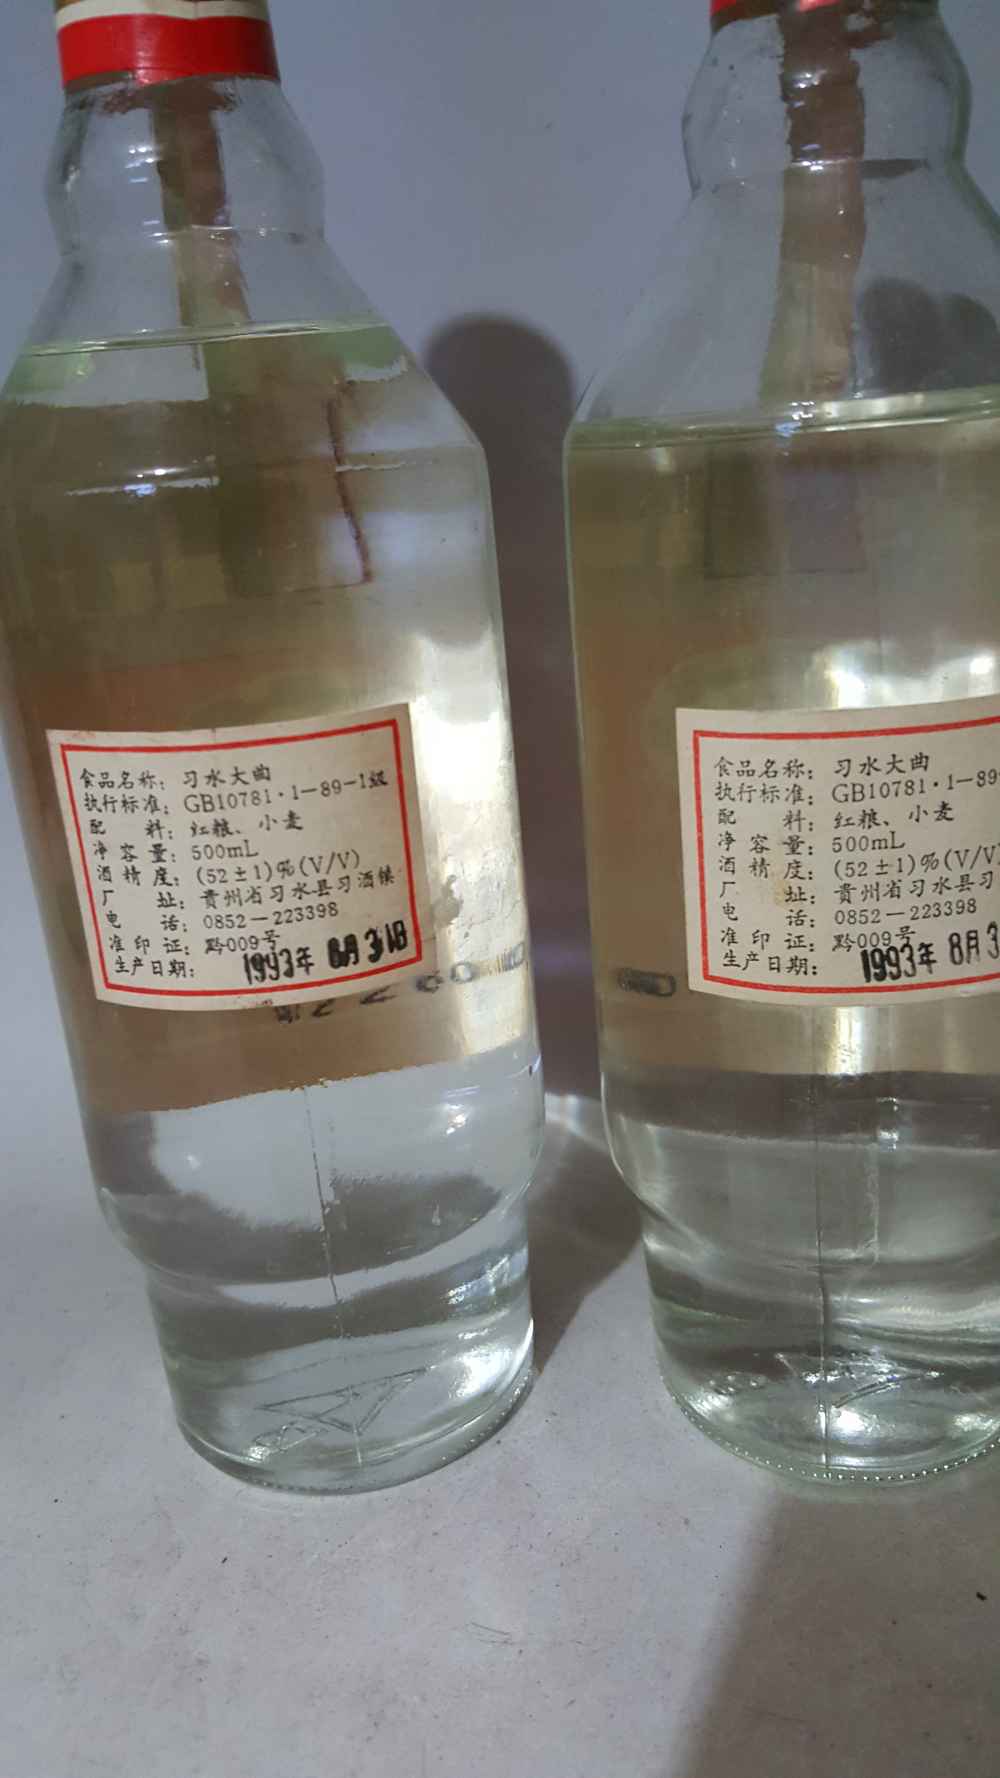 食品名称：习水大曲
执行标准：GB10781·1—89—1级
配料：红粮、小麦
净容量：500mL
酒精度：(52±1)%(V/V)
厂址：贵州省习水县习酒镇
电话：0852—223398
准印证：黔009号
生产日期：1993年 8月31日
食品名称：习水大曲
执行标准：GB10781·1—89
配料：红粮、小麦
净容量：500mL
酒精度：(52±1)%(V/V)
厂址：贵州省习水县习
电话：0852—223398
准印证：黔009号
生产日期：1993年 8月3